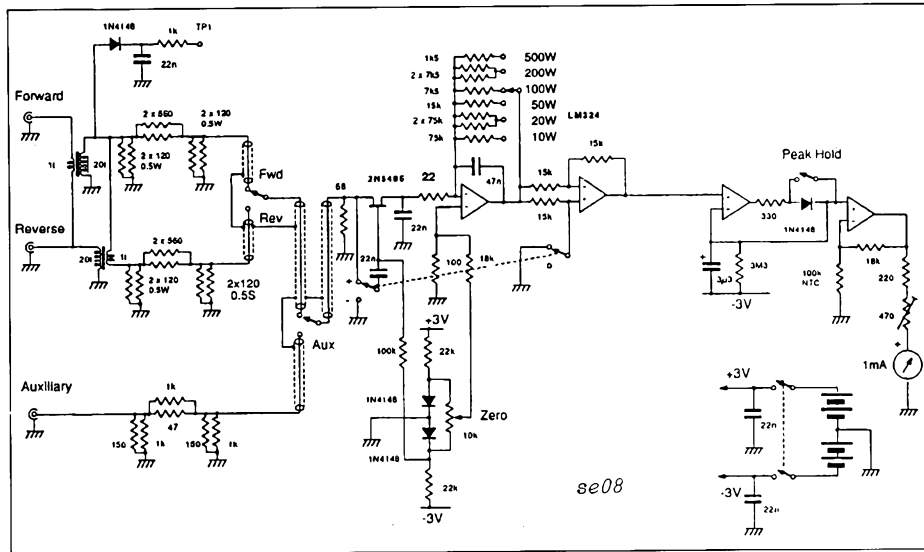 1N4148
1k
TP1
22n
Forward
2 x 560
2 x 120
0.5W
1t
20t
2 x 120
0.5W
Fwd
Rev
Reverse
20t
1t
2 x 560
2 x 120
0.5W
2x120
0.5S
68
2N5486
22
22n
22n
1k5
500W
2 x 7k5
200W
7k5
100W
15k
50W
2 x 75k
20W
75k
10W
LM324
47n
15k
15k
15k
100
18k
+
-
Peak Hold
330
1N4148
+
3µ3
3M3
-3V
18k
100k
NTC
220
470
+
1mA
Aux
100k
+3V
22k
1N4148
Zero
10k
1N4148
22k
-3V
Auxiliary
1k
47
150
1k
150
1k
+3V
22n
-3V
22n
se08